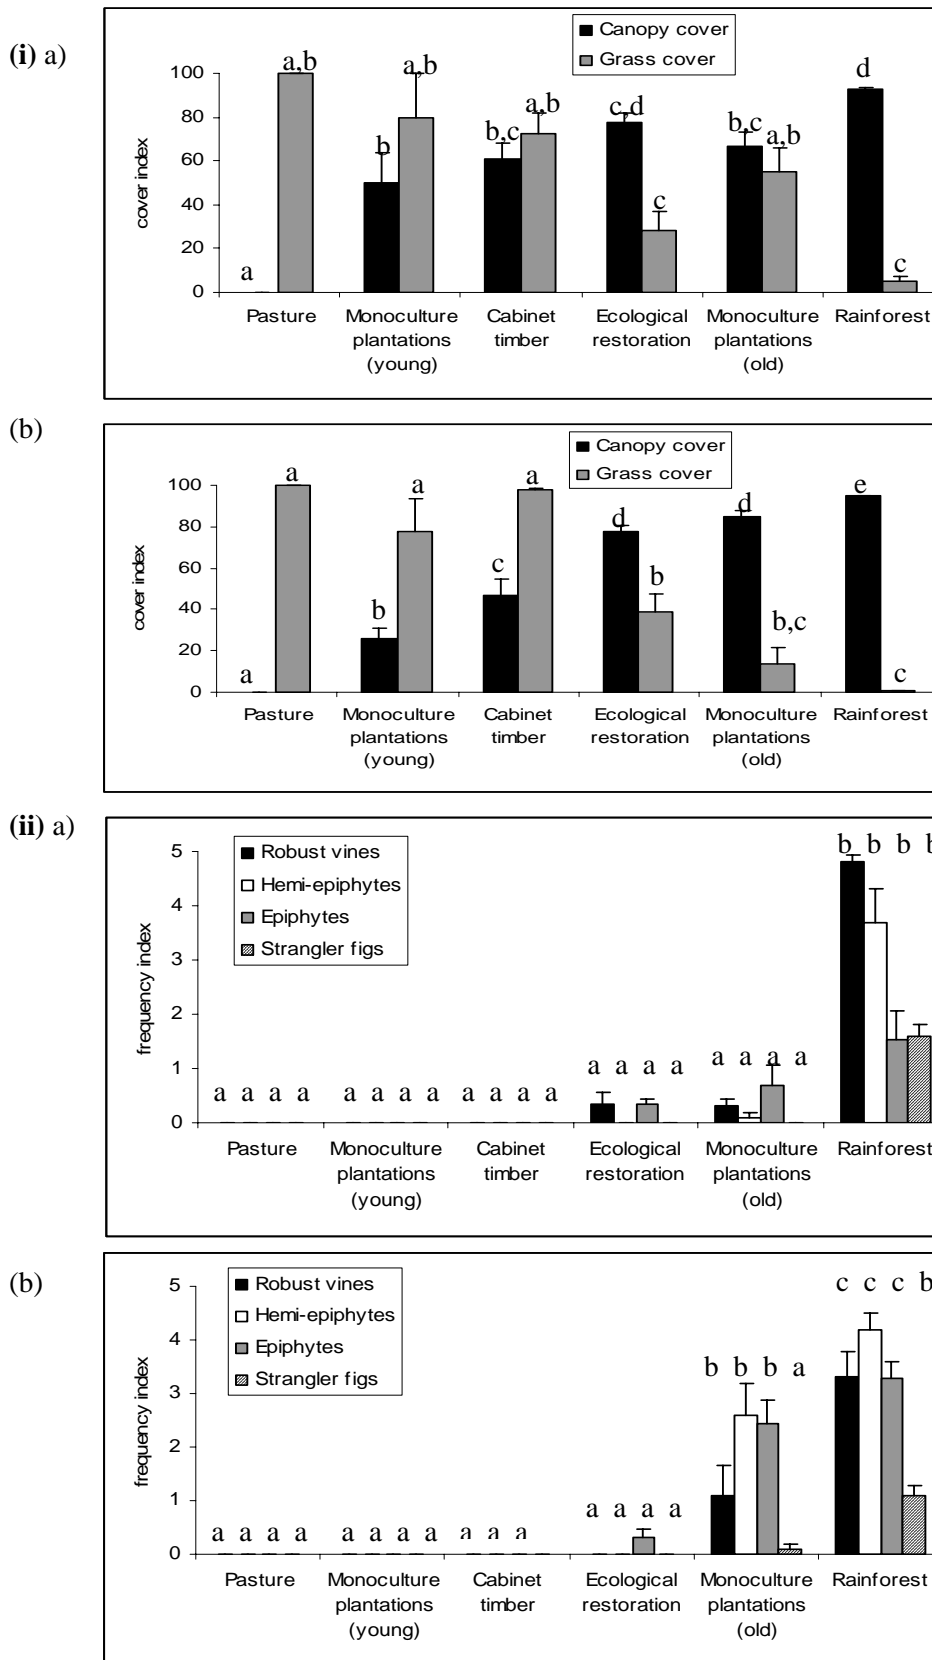 (i) a)
Canopy cover
Grass cover
cover index
100
80
60
40
20
0
a a,b b a,b b,c a,b c,d c b,c a,b d c
Pasture Monoculture plantations (young) Cabinet timber Ecological restoration Monoculture plantations (old) Rainforest
(b)
Canopy cover
Grass cover
cover index
100
80
60
40
20
0
a a b a c a d b d b,c e c
Pasture Monoculture plantations (young) Cabinet timber Ecological restoration Monoculture plantations (old) Rainforest
(ii) a)
Robust vines
Hemi-epiphytes
Epiphytes
Strangler figs
frequency index
5
4
3
2
1
0
a a a a a a a a a a a a a a a a a a a a b b b b
Pasture Monoculture plantations (young) Cabinet timber Ecological restoration Monoculture plantations (old) Rainforest
(b)
Robust vines
Hemi-epiphytes
Epiphytes
Strangler figs
frequency index
5
4
3
2
1
0
a a a a a a a a a a a a a a a b b b a c c c b
Pasture Monoculture plantations (young) Cabinet timber Ecological restoration Monoculture plantations (old) Rainforest